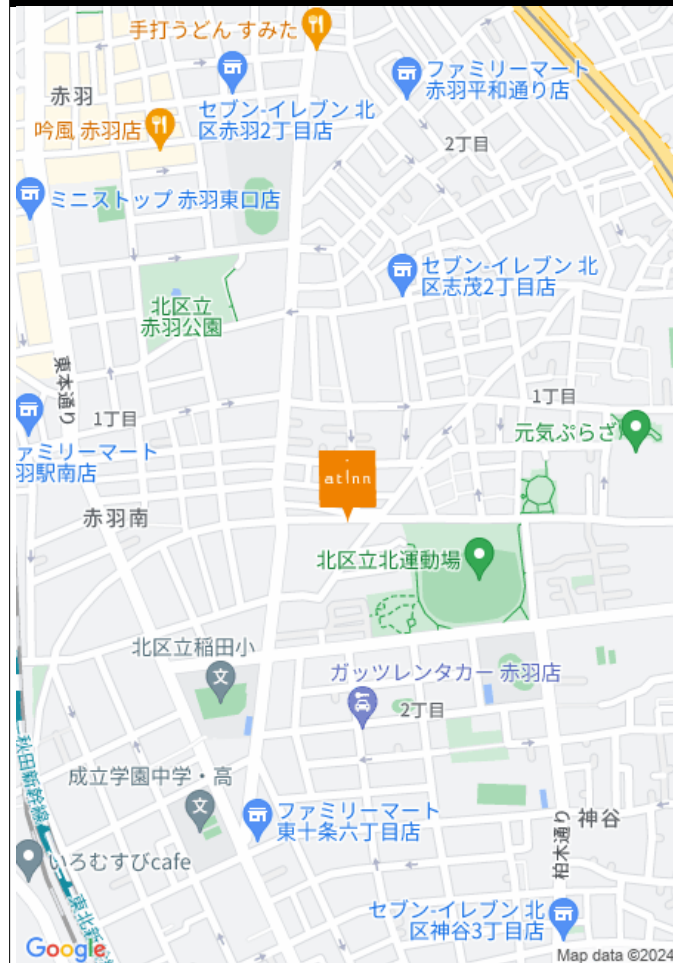 手打うどん すみた
赤羽
セブン-イレブン 北
区赤羽2丁目店
ファミリーマート
赤羽平和通り店
吟風 赤羽店
2丁目
ミニストップ 赤羽東口店
セブン-イレブン 北
区志茂2丁目店
北区立
赤羽公園
東本通り
1丁目
1丁目
元気ぷらざ
ァミリーマート
羽駅南店
atInn
赤羽南
北区立北運動場
北区立稲田小
文
ガッツレンタカー 赤羽店
2丁目
秋田新幹線
成立学園中学・高
文
ファミリーマート
東十条六丁目店
柏木通り
神谷
いろむすびcafe
東北新
セブン-イレブン 北
区神谷3丁目店
Google
Map data ©2024